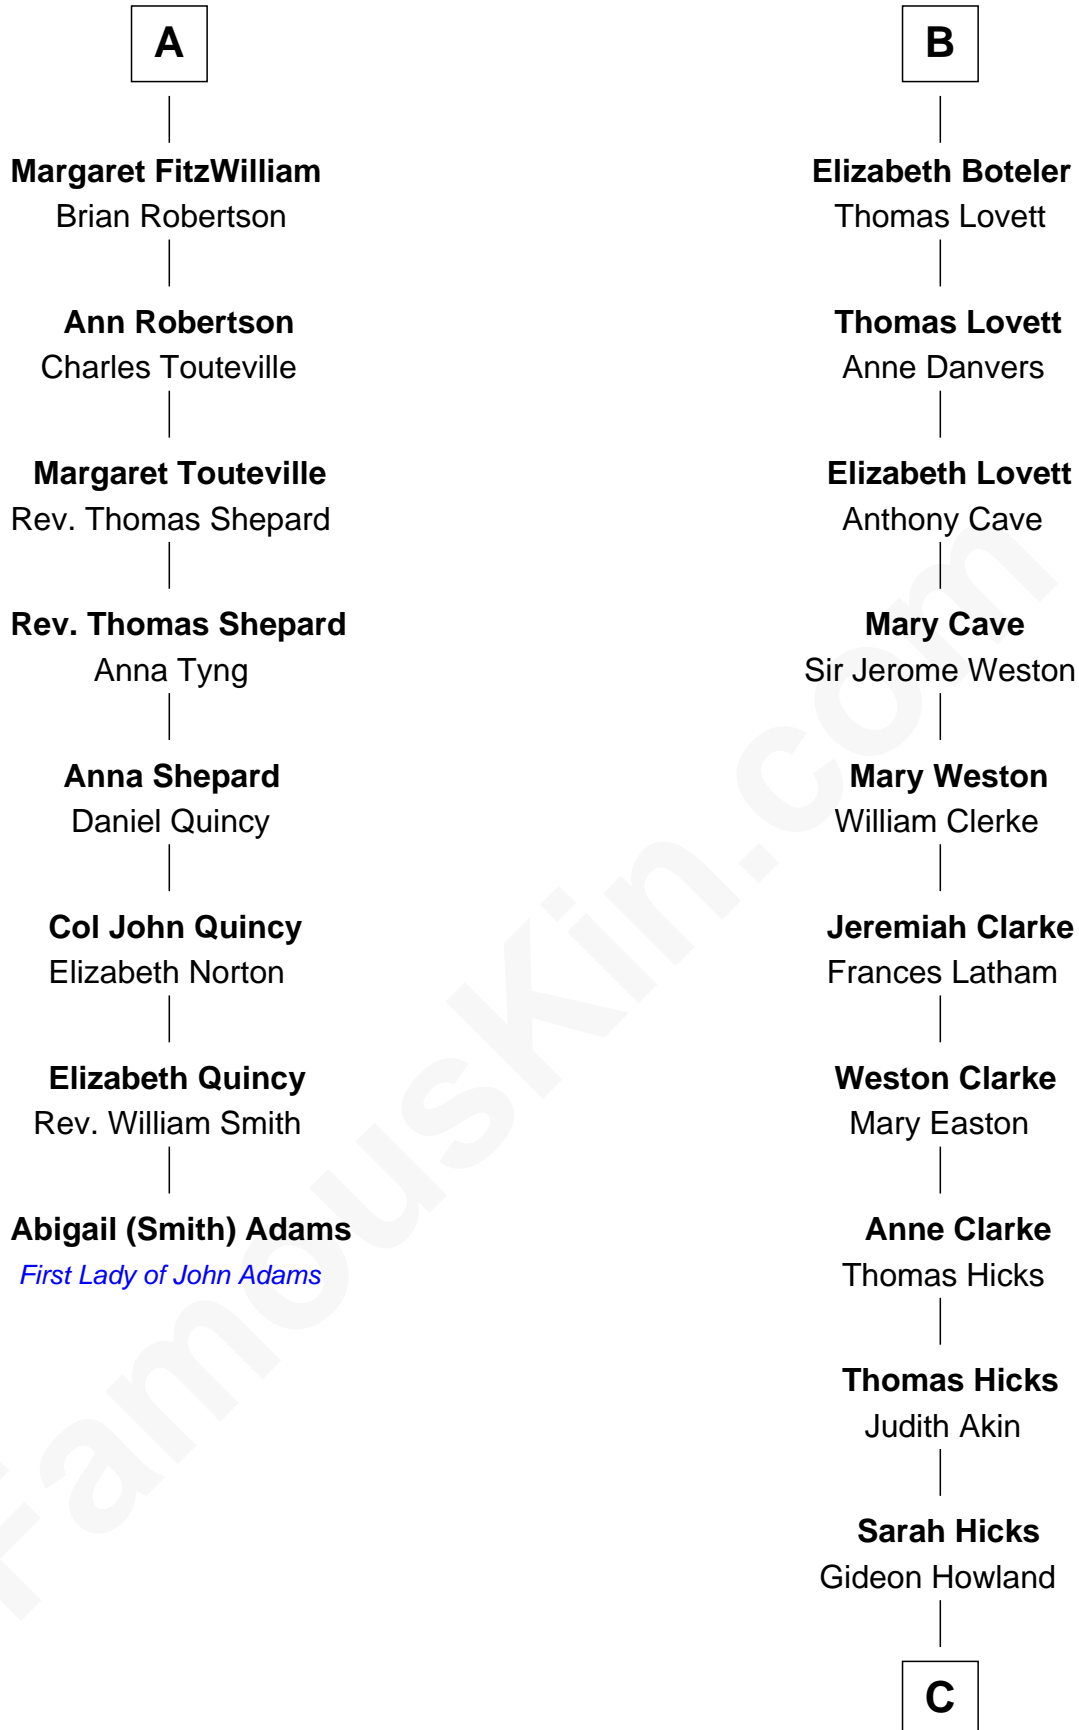 A
Margaret FitzWilliam
Brian Robertson
Ann Robertson
Charles Touteville
Margaret Touteville
Rev. Thomas Shepard
Rev. Thomas Shepard
Anna Tyng
Anna Shepard
Daniel Quincy
Col John Quincy
Elizabeth Norton
Elizabeth Quincy
Rev. William Smith
Abigail (Smith) Adams
First Lady of John Adams
B
Elizabeth Boteler
Thomas Lovett
Thomas Lovett
Anne Danvers
Elizabeth Lovett
Anthony Cave
Mary Cave
Sir Jerome Weston
Mary Weston
William Clerke
Jeremiah Clarke
Frances Latham
Weston Clarke
Mary Easton
Anne Clarke
Thomas Hicks
Thomas Hicks
Judith Akin
Sarah Hicks
Gideon Howland
C
FamousKin.com